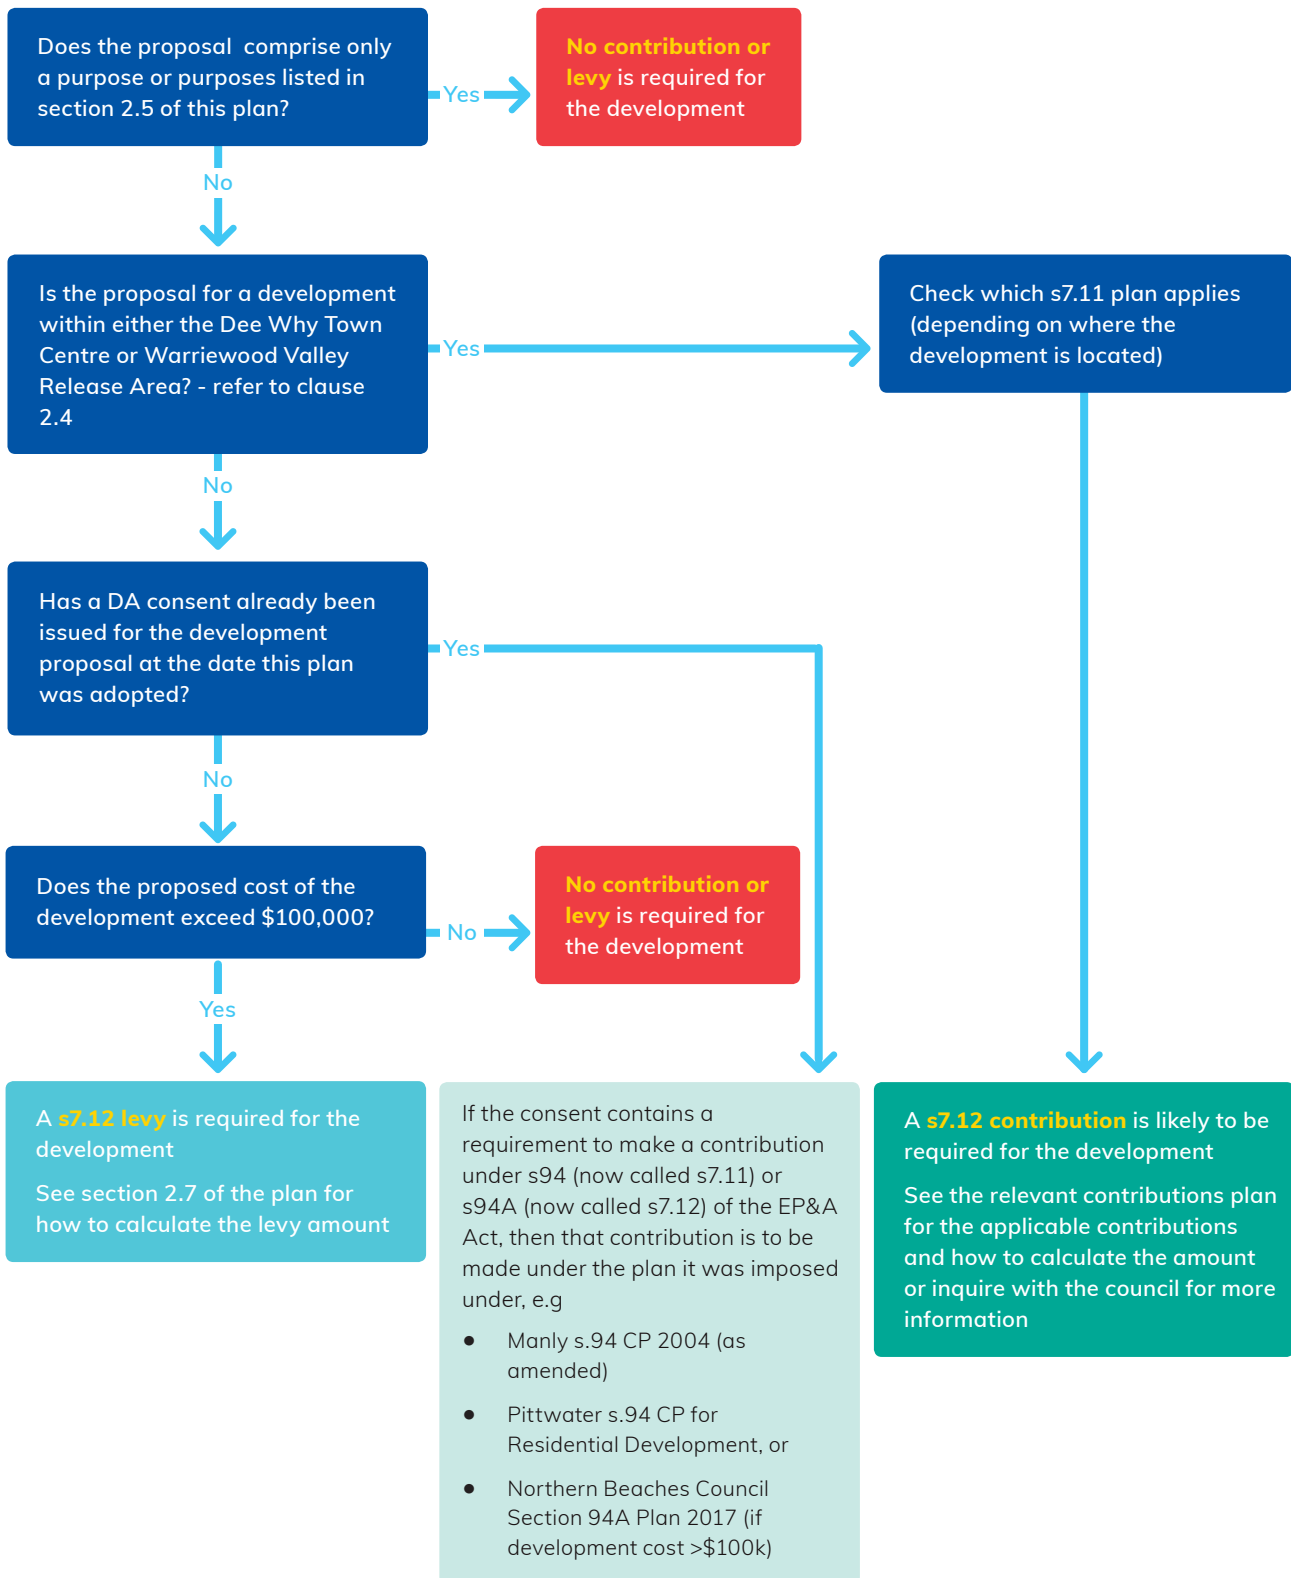 Does the proposal comprise only
a purpose or purposes listed in
section 2.5 of this plan?
Yes
No contribution or
levy is required for
the development
No
Is the proposal for a development
within either the Dee Why Town
Centre or Warriewood Valley
Release Area? - refer to clause
2.4
Yes
Check which s7.11 plan applies
(depending on where the
development is located)
No
Has a DA consent already been
issued for the development
proposal at the date this plan
was adopted?
Yes
No
Does the proposed cost of the
development exceed $100,000?
No
No contribution or
levy is required for
the development
Yes
A s7.12 levy is required for the
development
See section 2.7 of the plan for
how to calculate the levy amount
If the consent contains a
requirement to make a contribution
under s94 (now called s7.11) or
s94A (now called s7.12) of the EP&A
Act, then that contribution is to be
made under the plan it was imposed
under, e.g
● Manly s.94 CP 2004 (as
amended)
● Pittwater s.94 CP for
Residential Development, or
● Northern Beaches Council
Section 94A Plan 2017 (if
development cost >$100k)
A s7.12 contribution is likely to be
required for the development
See the relevant contributions plan
for the applicable contributions
and how to calculate the amount
or inquire with the council for more
information